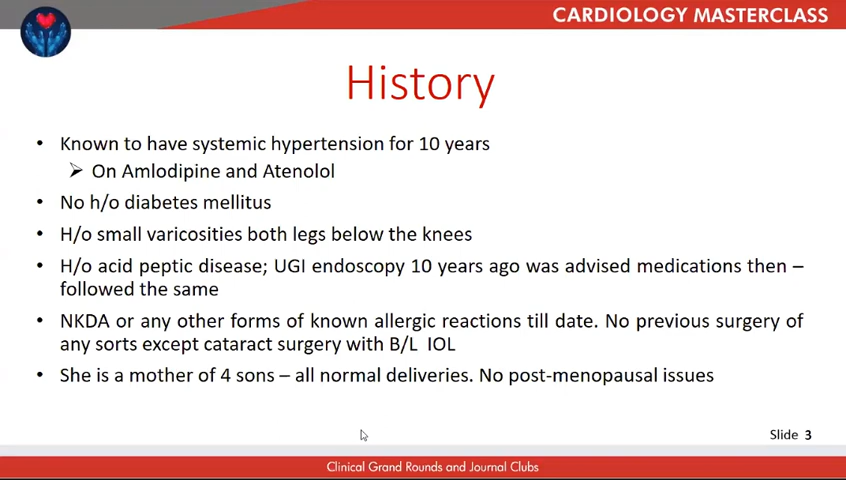 CARDIOLOGY MASTERCLASS
History
• Known to have systemic hypertension for 10 years
➢ On Amlodipine and Atenolol
• No h/o diabetes mellitus
• H/o small varicosities both legs below the knees
• H/o acid peptic disease; UGI endoscopy 10 years ago was advised medications then –
followed the same
• NKDA or any other forms of known allergic reactions till date. No previous surgery of
any sorts except cataract surgery with B/L IOL
• She is a mother of 4 sons – all normal deliveries. No post-menopausal issues
Slide 3
Clinical Grand Rounds and Journal Clubs